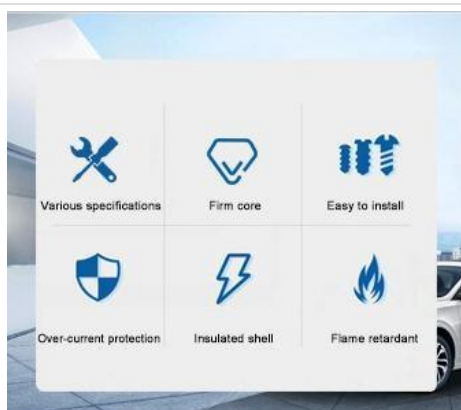 Various specifications
Firm core
Easy to install
Over-current protection
Insulated shell
Flame retardant